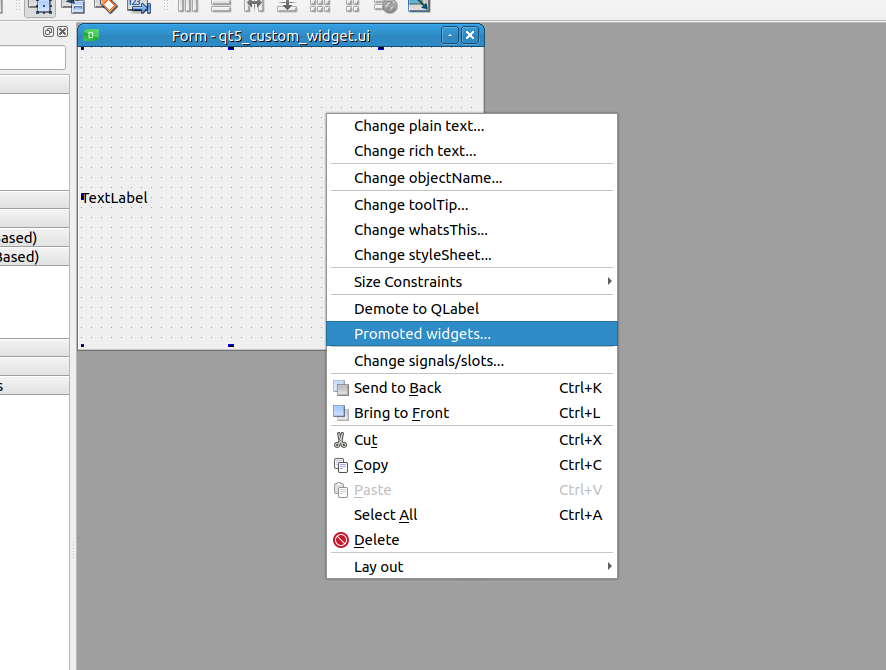 Form - qt5_custom_widget.ui
TextLabel
ased)
Based)
s
Change plain text...
Change rich text...
Change objectName...
Change toolTip...
Change whatsThis...
Change styleSheet...
Size Constraints
Demote to QLabel
Promoted widgets...
Change signals/slots...
Send to Back Ctrl+K
Bring to Front Ctrl+L
Cut Ctrl+X
Copy Ctrl+C
Paste Ctrl+V
Select All Ctrl+A
Delete
Lay out